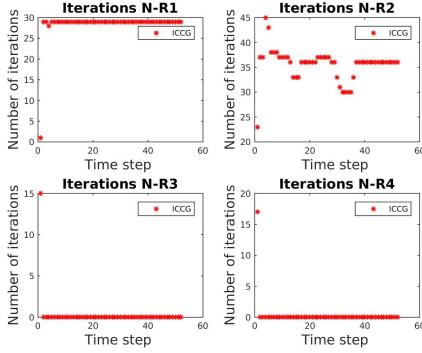 Iterations N-R1
Number of iterations
30
25
20
15
10
5
0
ICCG
0 20 40 60
Time step
Iterations N-R2
Number of iterations
45
40
35
30
25
20
ICCG
0 20 40 60
Time step
Iterations N-R3
Number of iterations
15
10
5
0
ICCG
0 20 40 60
Time step
Iterations N-R4
Number of iterations
20
15
10
5
0
ICCG
0 20 40 60
Time step